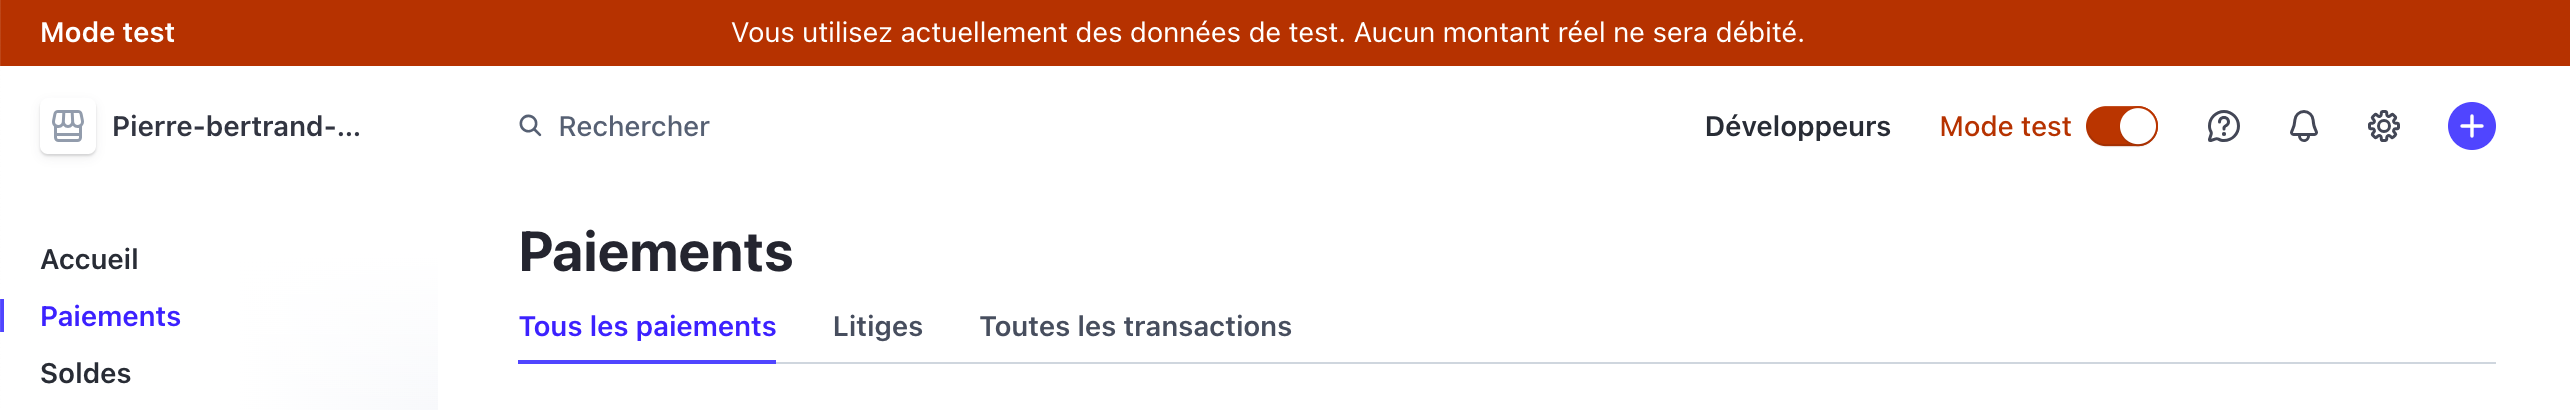 Mode test
Vous utilisez actuellement des données de test. Aucun montant réel ne sera débité.
Pierre-bertrand-...
Rechercher
Développeurs
Mode test
Accueil
Paiements
Soldes
Paiements
Tous les paiements
Litiges
Toutes les transactions